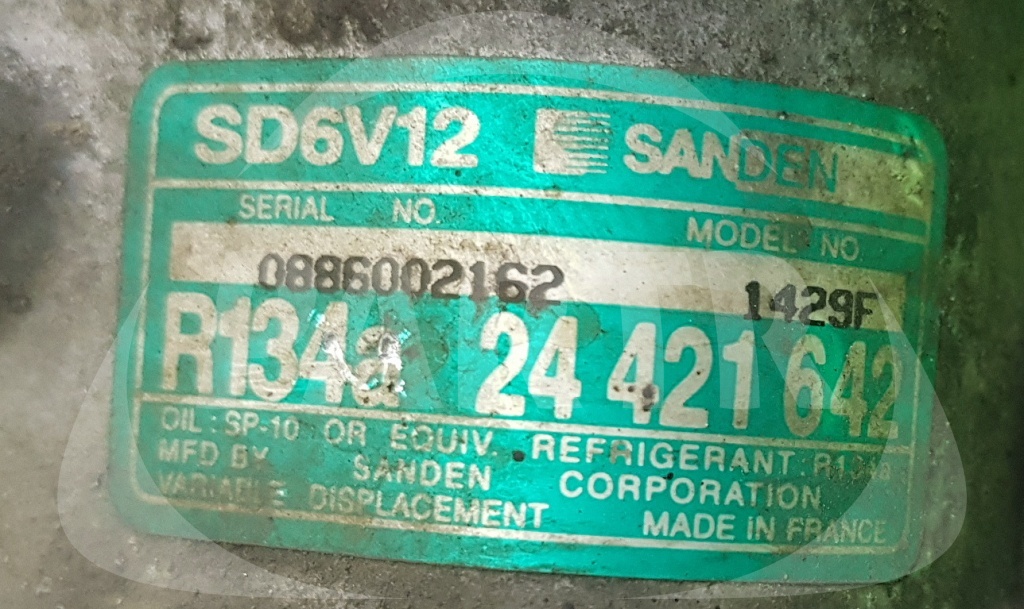 SD6V12 SANDEN
SERIAL NO. MODEL NO.
0886002162 1429F
R134a 24 421 642
OIL : SP-10 OR EQUIV. REFRIGERANT : R134a
MFD BY SANDEN CORPORATION
VARIABLE DISPLACEMENT MADE IN FRANCE